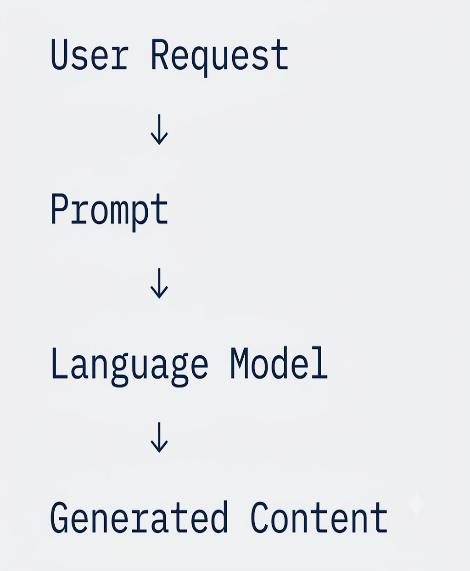 User Request
↓
Prompt
↓
Language Model
↓
Generated Content